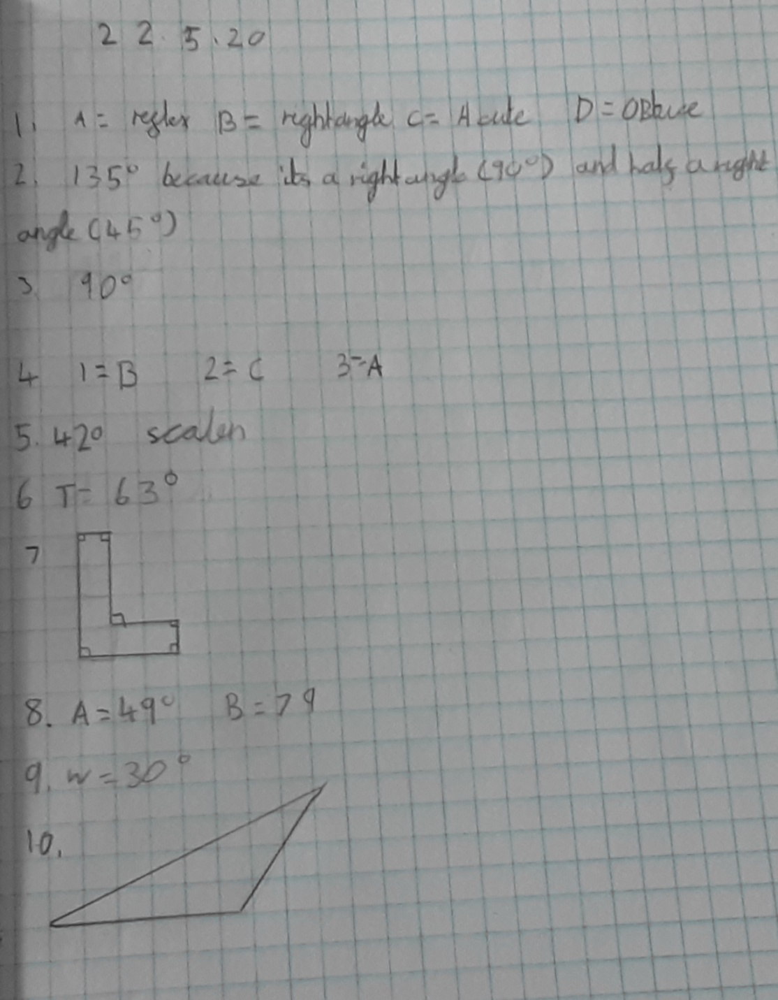 22.5.20
1. A = reflex B = rightangle C = Acute D = OBtuse
2. 135° because its a right angle (90°) and half a right
angle (45°)
3. 90°
4 1 = B 2 = C 3 = A
5. 42° scalen
6 T = 63°
7
8. A = 49° B = 79
9. w = 30°
10.